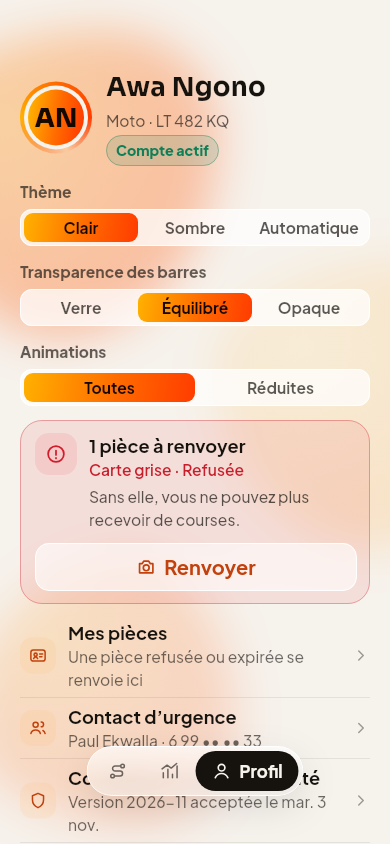 AN
Awa Ngono
Moto · LT 482 KQ
Compte actif
Thème
Clair Sombre Automatique
Transparence des barres
Verre Équilibré Opaque
Animations
Toutes Réduites
1 pièce à renvoyer
Carte grise · Refusée
Sans elle, vous ne pouvez plus
recevoir de courses.
Renvoyer
Mes pièces
Une pièce refusée ou expirée se
renvoie ici
Contact d’urgence
Paul Ekwalla · 6 99 •• •• 33
Profil
Version 2026-11 acceptée le mar. 3
nov.